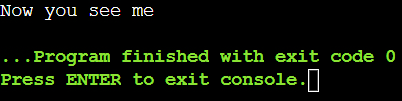 Now you see me
...Program finished with exit code 0
Press ENTER to exit console.